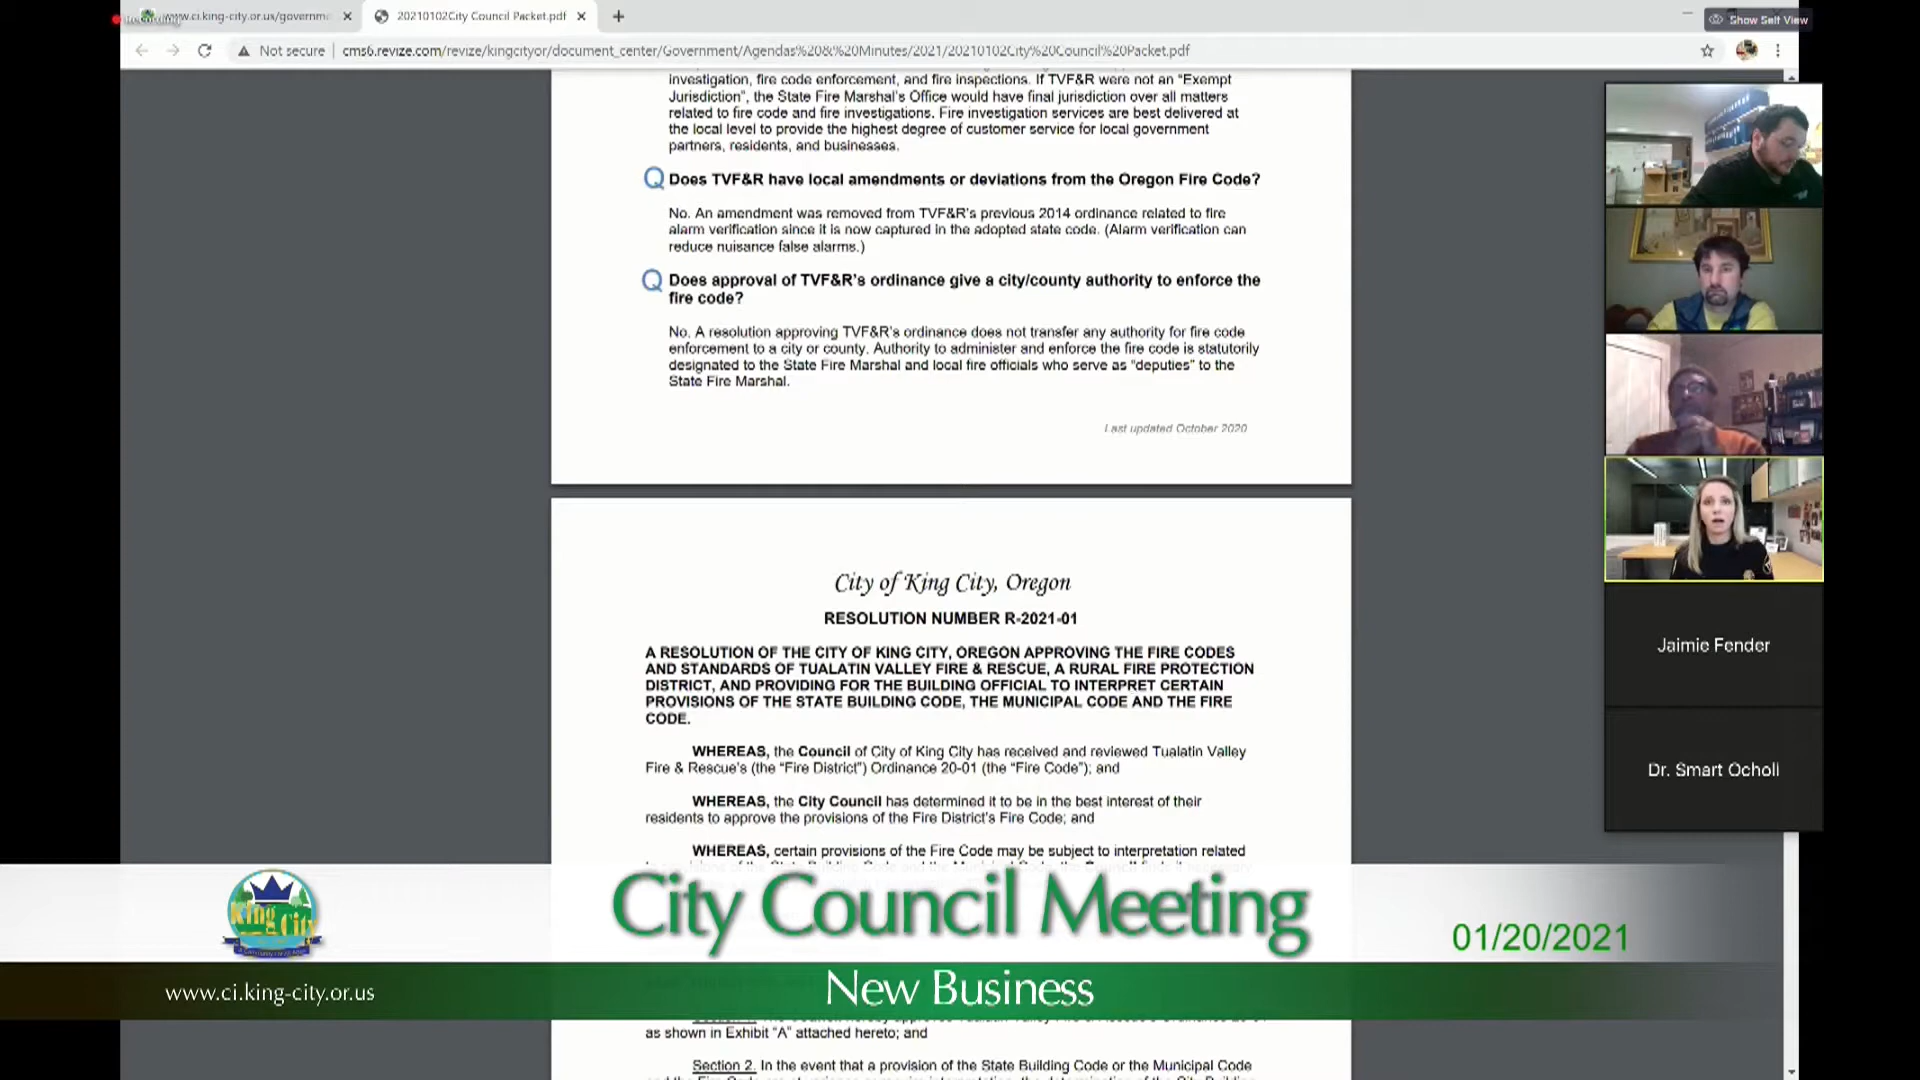 www.ci.king-city.or.us/governme
20210102City Council Packet.pdf
Show Self View
Not secure
cms6.revize.com/revize/kingcityor/document_center/Government/Agendas%20&%20Minutes/2021/20210102City%20Council%20Packet.pdf
investigation, fire code enforcement, and fire inspections. If TVF&R were not an “Exempt
Jurisdiction”, the State Fire Marshal’s Office would have final jurisdiction over all matters
related to fire code and fire investigations. Fire investigation services are best delivered at
the local level to provide the highest degree of customer service for local government
partners, residents, and businesses.
Q Does TVF&R have local amendments or deviations from the Oregon Fire Code?
No. An amendment was removed from TVF&R’s previous 2014 ordinance related to fire
alarm verification since it is now captured in the adopted state code. (Alarm verification can
reduce nuisance false alarms.)
Q Does approval of TVF&R’s ordinance give a city/county authority to enforce the
fire code?
No. A resolution approving TVF&R’s ordinance does not transfer any authority for fire code
enforcement to a city or county. Authority to administer and enforce the fire code is statutorily
designated to the State Fire Marshal and local fire officials who serve as “deputies” to the
State Fire Marshal.
Last updated October 2020
City of King City, Oregon
RESOLUTION NUMBER R-2021-01
A RESOLUTION OF THE CITY OF KING CITY, OREGON APPROVING THE FIRE CODES
AND STANDARDS OF TUALATIN VALLEY FIRE & RESCUE, A RURAL FIRE PROTECTION
DISTRICT, AND PROVIDING FOR THE BUILDING OFFICIAL TO INTERPRET CERTAIN
PROVISIONS OF THE STATE BUILDING CODE, THE MUNICIPAL CODE AND THE FIRE
CODE.
WHEREAS, the Council of City of King City has received and reviewed Tualatin Valley
Fire & Rescue’s (the “Fire District”) Ordinance 20-01 (the “Fire Code”); and
WHEREAS, the City Council has determined it to be in the best interest of their
residents to approve the provisions of the Fire District’s Fire Code; and
WHEREAS, certain provisions of the Fire Code may be subject to interpretation related
Jaimie Fender
Dr. Smart Ocholi
King City
City Council Meeting
01/20/2021
www.ci.king-city.or.us
New Business
as shown in Exhibit “A” attached hereto; and
Section 2. In the event that a provision of the State Building Code or the Municipal Code